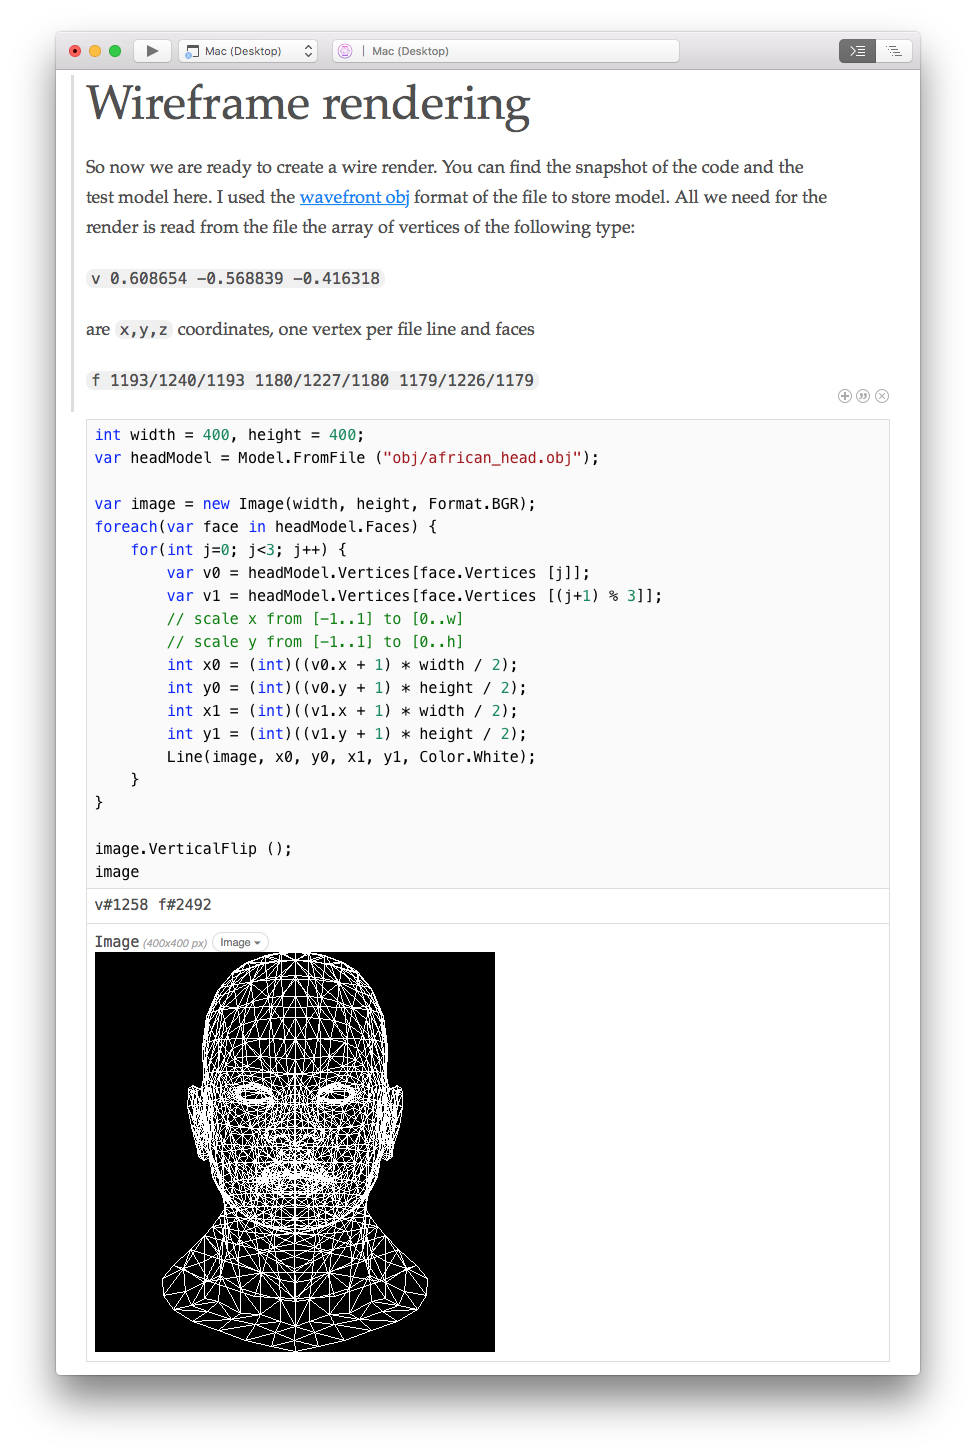 Mac (Desktop)
Mac (Desktop)
Wireframe rendering
So now we are ready to create a wire render. You can find the snapshot of the code and the
test model here. I used the wavefront obj format of the file to store model. All we need for the
render is read from the file the array of vertices of the following type:
v 0.608654 -0.568839 -0.416318
are x,y,z coordinates, one vertex per file line and faces
f 1193/1240/1193 1180/1227/1180 1179/1226/1179
int width = 400, height = 400;
var headModel = Model.FromFile ("obj/african_head.obj");
var image = new Image(width, height, Format.BGR);
foreach(var face in headModel.Faces) {
    for(int j=0; j<3; j++) {
        var v0 = headModel.Vertices[face.Vertices [j]];
        var v1 = headModel.Vertices[face.Vertices [(j+1) % 3]];
        // scale x from [-1..1] to [0..w]
        // scale y from [-1..1] to [0..h]
        int x0 = (int)((v0.x + 1) * width / 2);
        int y0 = (int)((v0.y + 1) * height / 2);
        int x1 = (int)((v1.x + 1) * width / 2);
        int y1 = (int)((v1.y + 1) * height / 2);
        Line(image, x0, y0, x1, y1, Color.White);
    }
}
image.VerticalFlip ();
image
v#1258 f#2492
Image (400x400 px) Image